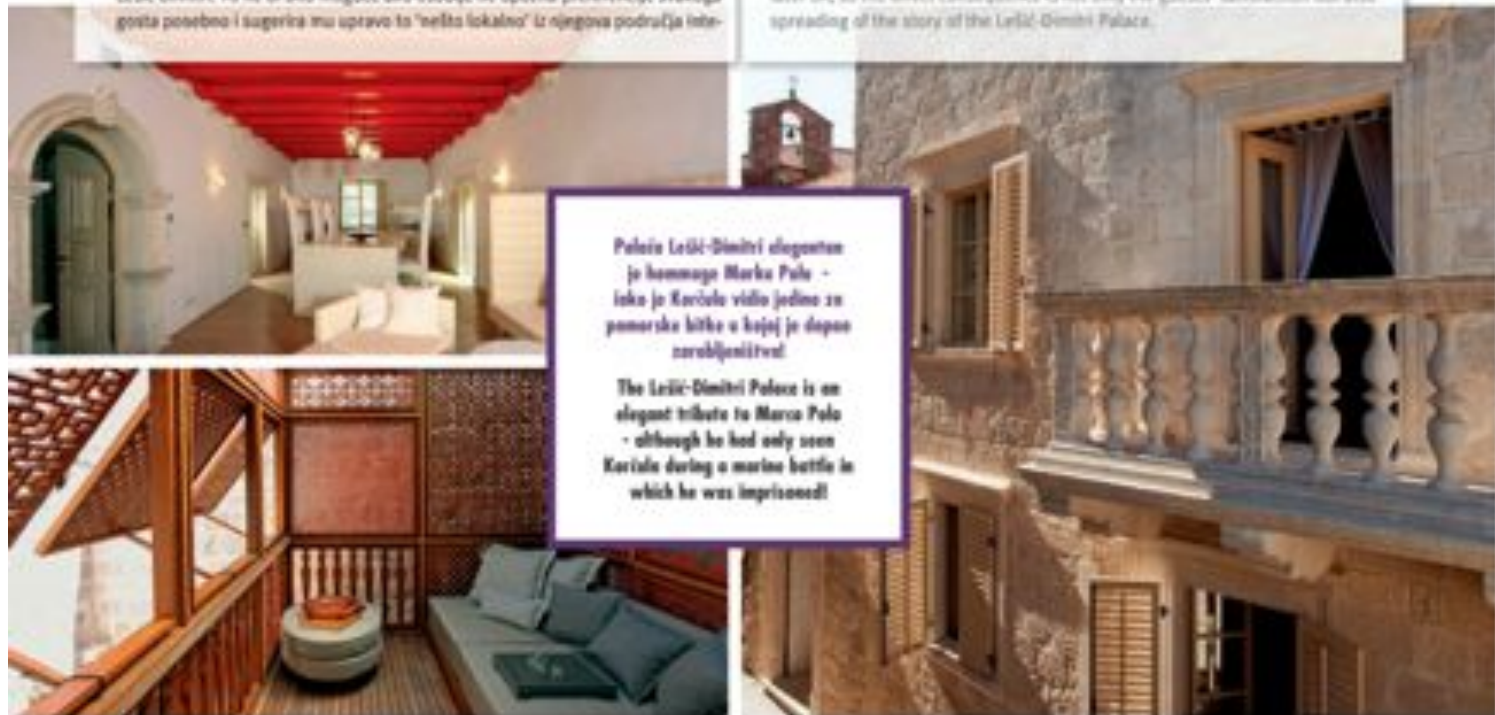 gosta posebno i sugerira mu upravo to "nešto lokalno" iz njegova područja inte-
spreading of the story of the Lešić-Dimitri Palace.
Palača Lešić-Dimitri elegantan
je hommage Marku Polu -
iako je Korčulu vidio jedino za
pomorske bitke u kojoj je dopao
zarobljeništva!
The Lešić-Dimitri Palace is an
elegant tribute to Marco Polo
- although he had only seen
Korčula during a marine battle in
which he was imprisoned!